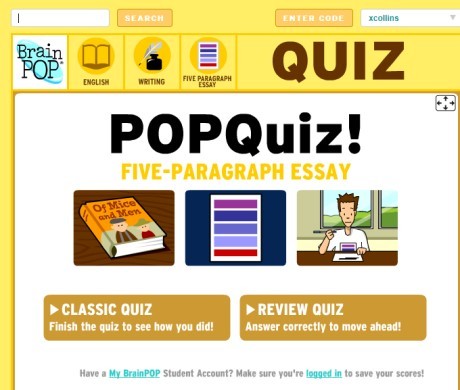 SEARCH
ENTER CODE
xcollins
Brain
POP
ENGLISH
WRITING
FIVE PARAGRAPH
ESSAY
QUIZ
POPQuiz!
FIVE-PARAGRAPH ESSAY
Of Mice
and Men
CLASSIC QUIZ
Finish the quiz to see how you did!
REVIEW QUIZ
Answer correctly to move ahead!
Have a My BrainPOP Student Account? Make sure you're logged in to save your scores!